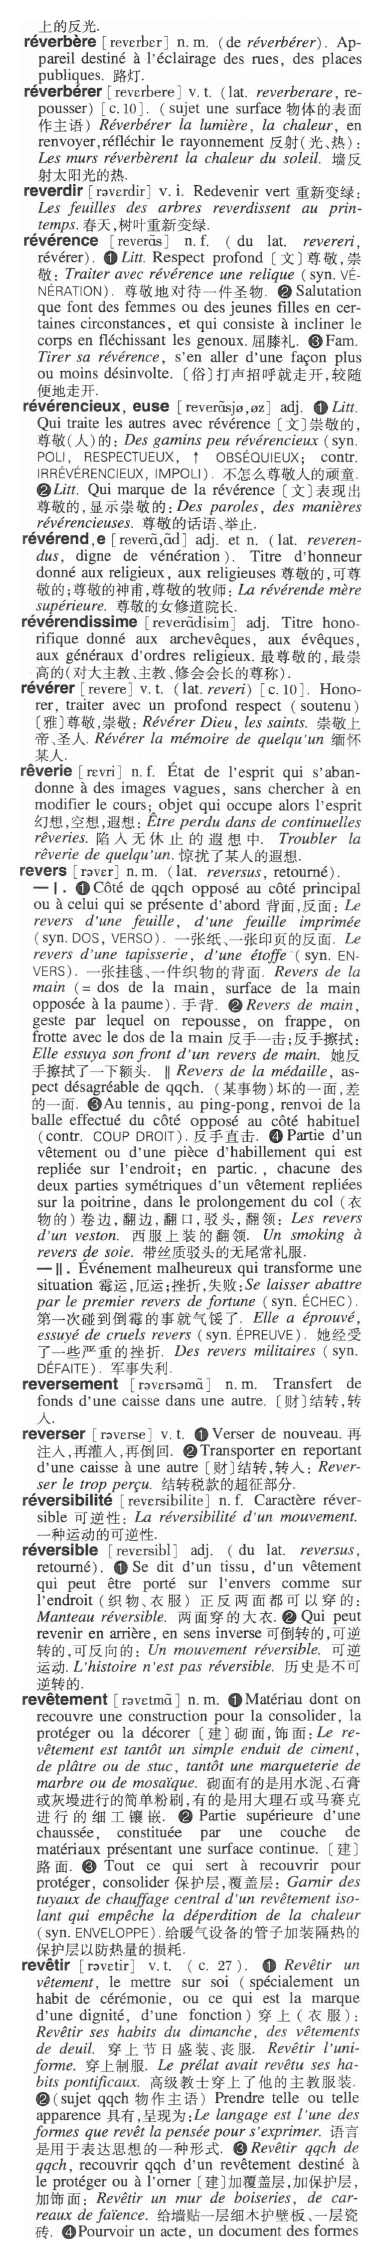 上的反光.
réverbère [revɛrbɛr] n. m. (de réverbérer). Ap-
pareil destiné à l'éclairage des rues, des places
publiques. 路灯.
réverbérer [revɛrbere] v. t. (lat. reverberare, re-
pousser) [c. 10]. (sujet une surface 物体的表面
作主语) Réverbérer la lumière, la chaleur, en
renvoyer, réfléchir le rayonnement 反射(光、热):
Les murs réverbèrent la chaleur du soleil. 墙反
射太阳光的热.
reverdir [rəvɛrdir] v. i. Redevenir vert 重新变绿:
Les feuilles des arbres reverdissent au prin-
temps. 春天,树叶重新变绿.
révérence [reverɑ̃s] n. f. (du lat. revereri,
révérer). ❶ Litt. Respect profond [文]尊敬,崇
敬: Traiter avec révérence une relique (syn. VÉ-
NÉRATION). 尊敬地对待一件圣物. ❷ Salutation
que font des femmes ou des jeunes filles en cer-
taines circonstances, et qui consiste à incliner le
corps en fléchissant les genoux. 屈膝礼. ❸ Fam.
Tirer sa révérence, s'en aller d'une façon plus
ou moins désinvolte. 〔俗〕打声招呼就走开,较随
便地走开.
révérencieux, euse [reverɑ̃sjø,øz] adj. ❶ Litt.
Qui traite les autres avec révérence [文]崇敬的,
尊敬(人)的: Des gamins peu révérencieux (syn.
POLI, RESPECTUEUX, ↑ OBSÉQUIEUX; contr.
IRRÉVÉRENCIEUX, IMPOLI). 不怎么尊敬人的顽童.
❷ Litt. Qui marque de la révérence [文]表现出
尊敬的,显示崇敬的: Des paroles, des manières
révérencieuses. 尊敬的话语、举止.
révérend,e [reverɑ̃,ɑ̃d] adj. et n. (lat. reveren-
dus, digne de vénération). Titre d'honneur
donné aux religieux, aux religieuses 尊敬的,可尊
敬的;尊敬的神甫,尊敬的牧师: La révérende mère
supérieure. 尊敬的女修道院长.
révérendissime [reverɑ̃disim] adj. Titre hono-
rifique donné aux archevêques, aux évêques,
aux généraux d'ordres religieux. 最尊敬的,最崇
高的(对大主教、主教、修会会长的尊称).
révérer [revere] v. t. (lat. reveri) [c. 10]. Hono-
rer, traiter avec un profond respect (soutenu)
[雅]尊敬,崇敬: Révérer Dieu, les saints. 崇敬上
帝、圣人. Révérer la mémoire de quelqu'un 缅怀
某人.
rêverie [rɛvri] n. f. État de l'esprit qui s'aban-
donne à des images vagues, sans chercher à en
modifier le cours; objet qui occupe alors l'esprit
幻想,空想,遐想: Être perdu dans de continuelles
rêveries. 陷入无休止的遐想中. Troubler la
rêverie de quelqu'un. 惊扰了某人的遐想.
revers [rəvɛr] n. m. (lat. reversus, retourné).
— I. ❶ Côté de qqch opposé au côté principal
ou à celui qui se présente d'abord 背面,反面: Le
revers d'une feuille, d'une feuille imprimée
(syn. DOS, VERSO). 一张纸、一张印页的反面. Le
revers d'une tapisserie, d'une étoffe (syn. EN-
VERS). 一张挂毯、一件织物的背面. Revers de la
main (= dos de la main, surface de la main
opposée à la paume). 手背. ❷ Revers de main,
geste par lequel on repousse, on frappe, on
frotte avec le dos de la main 反手一击;反手擦拭:
Elle essuya son front d'un revers de main. 她反
手擦拭了一下额头. ‖ Revers de la médaille, as-
pect désagréable de qqch. (某事物)坏的一面,差
的一面. ❸ Au tennis, au ping-pong, renvoi de la
balle effectué du côté opposé au côté habituel
(contr. COUP DROIT). 反手直击. ❹ Partie d'un
vêtement ou d'une pièce d'habillement qui est
repliée sur l'endroit; en partic., chacune des
deux parties symétriques d'un vêtement repliées
sur la poitrine, dans le prolongement du col (衣
物的) 卷边,翻边,翻口,驳头,翻领: Les revers
d'un veston. 西服上装的翻领. Un smoking à
revers de soie. 带丝质驳头的无尾常礼服.
— II. Événement malheureux qui transforme une
situation 霉运,厄运;挫折,失败: Se laisser abattre
par le premier revers de fortune (syn. ÉCHEC).
第一次碰到倒霉的事就气馁了. Elle a éprouvé,
essuyé de cruels revers (syn. ÉPREUVE). 她经受
了一些严重的挫折. Des revers militaires (syn.
DÉFAITE). 军事失利.
reversement [rəvɛrsəmɑ̃] n. m. Transfert de
fonds d'une caisse dans une autre. [财]结转,转
入.
reverser [rəvɛrse] v. t. ❶ Verser de nouveau. 再
注入,再灌入,再倒回. ❷ Transporter en reportant
d'une caisse à une autre [财]结转,转入: Rever-
ser le trop perçu. 结转税款的超征部分.
réversibilité [revɛrsibilite] n. f. Caractère réver-
sible 可逆性: La réversibilité d'un mouvement.
一种运动的可逆性.
réversible [revɛrsibl] adj. (du lat. reversus,
retourné). ❶ Se dit d'un tissu, d'un vêtement
qui peut être porté sur l'envers comme sur
l'endroit (织物、衣服) 正反两面都可以穿的:
Manteau réversible. 两面穿的大衣. ❷ Qui peut
revenir en arrière, en sens inverse 可倒转的,可逆
转的,可反向的: Un mouvement réversible. 可逆
运动. L'histoire n'est pas réversible. 历史是不可
逆转的.
revêtement [rəvɛtmɑ̃] n. m. ❶ Matériau dont on
recouvre une construction pour la consolider, la
protéger ou la décorer [建]砌面,饰面: Le re-
vêtement est tantôt un simple enduit de ciment,
de plâtre ou de stuc, tantôt une marqueterie de
marbre ou de mosaïque. 砌面有的是用水泥、石膏
或灰墁进行的简单粉刷,有的是用大理石或马赛克
进行的细工镶嵌. ❷ Partie supérieure d'une
chaussée, constituée par une couche de
matériaux présentant une surface continue. [建]
路面. ❸ Tout ce qui sert à recouvrir pour
protéger, consolider 保护层,覆盖层: Garnir des
tuyaux de chauffage central d'un revêtement iso-
lant qui empêche la déperdition de la chaleur
(syn. ENVELOPPE). 给暖气设备的管子加装隔热的
保护层以防热量的损耗.
revêtir [rəvɛtir] v. t. (c. 27). ❶ Revêtir un
vêtement, le mettre sur soi (spécialement un
habit de cérémonie, ou ce qui est la marque
d'une dignité, d'une fonction) 穿上(衣服):
Revêtir ses habits du dimanche, des vêtements
de deuil. 穿上节日盛装、丧服. Revêtir l'uni-
forme. 穿上制服. Le prélat avait revêtu ses ha-
bits pontificaux. 高级教士穿上了他的主教服装.
❷ (sujet qqch 物作主语) Prendre telle ou telle
apparence 具有,呈现为: Le langage est l'une des
formes que revêt la pensée pour s'exprimer. 语言
是用于表达思想的一种形式. ❸ Revêtir qqch de
qqch, recouvrir qqch d'un revêtement destiné à
le protéger ou à l'orner [建]加覆盖层,加保护层,
加饰面: Revêtir un mur de boiseries, de car-
reaux de faïence. 给墙贴一层细木护壁板、一层瓷
砖. ❹ Pourvoir un acte, un document des formes